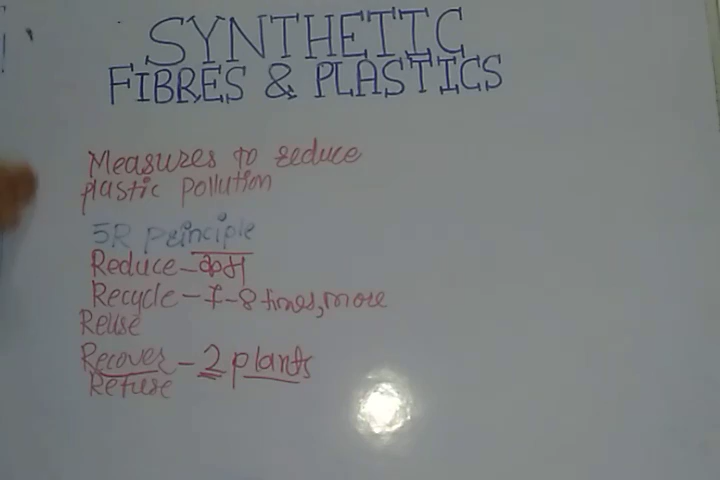 SYNTHETIC
FIBRES & PLASTICS
Measures to reduce
plastic pollution
5R principle
Reduce - कम
Recycle - 7-8 times, more
Reuse
Recover - 2 plants
Refuse